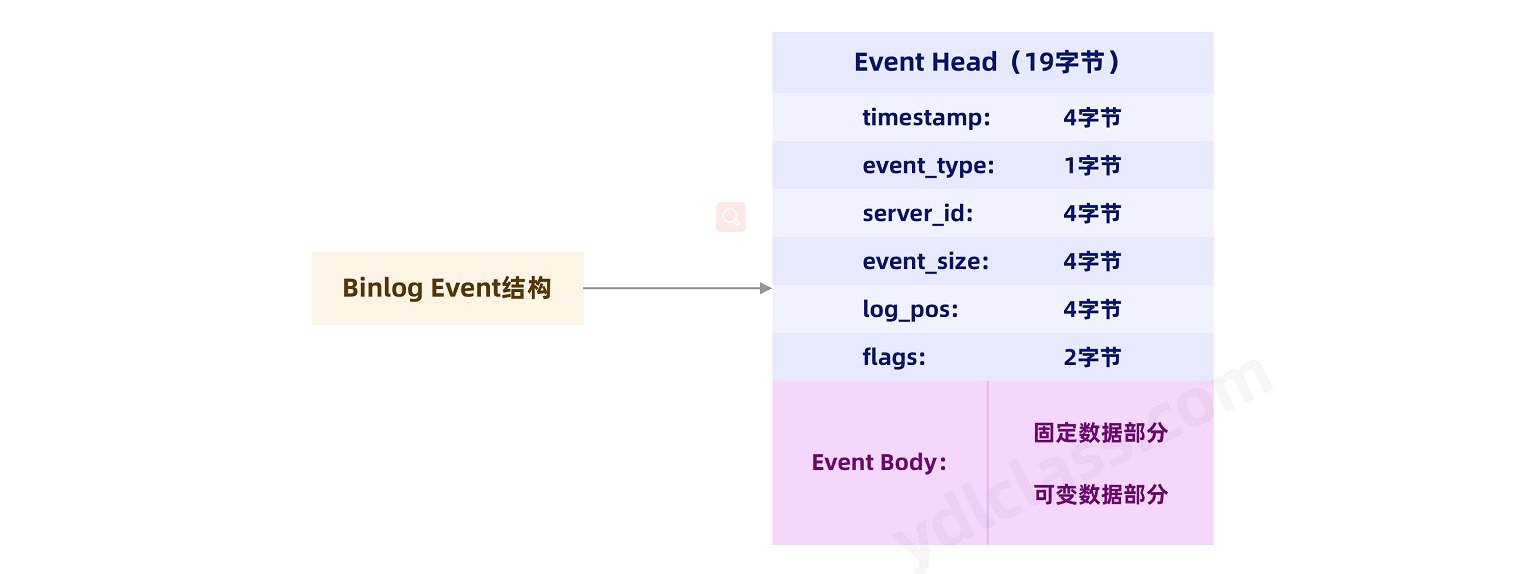 Event Head（19字节）
timestamp： 4字节
event_type： 1字节
server_id： 4字节
event_size： 4字节
Binlog Event结构
log_pos： 4字节
flags： 2字节
固定数据部分
Event Body：
可变数据部分
ydlclass.com